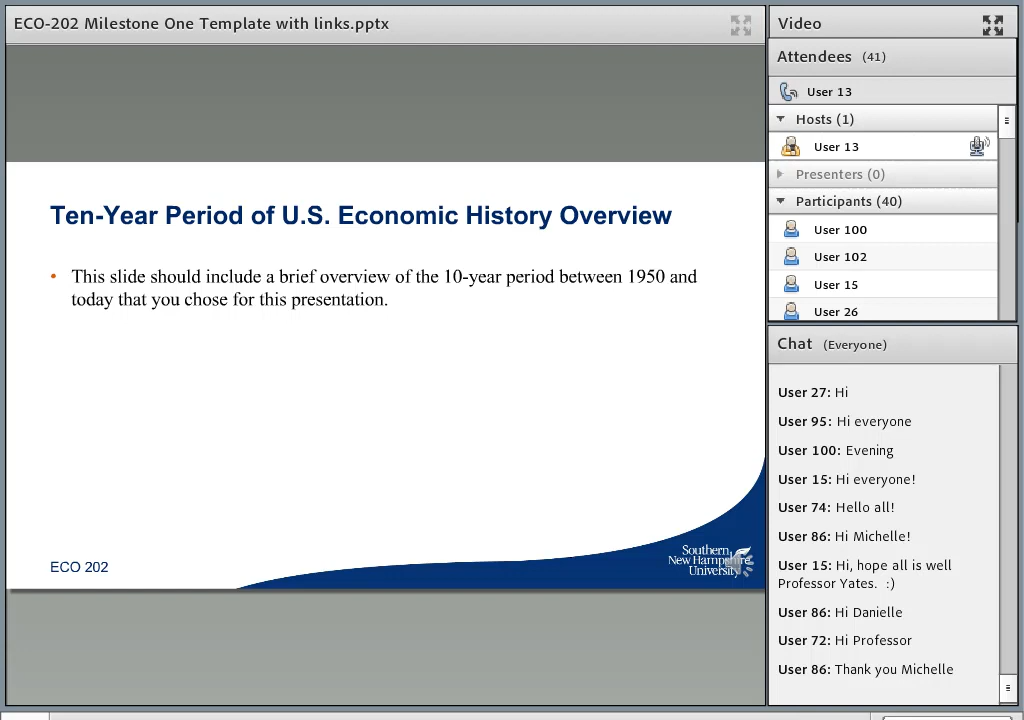 ECO-202 Milestone One Template with links.pptx
Ten-Year Period of U.S. Economic History Overview
• This slide should include a brief overview of the 10-year period between 1950 and
today that you chose for this presentation.
ECO 202
Southern
New Hampshire
University
Video
Attendees (41)
User 13
Hosts (1)
User 13
Presenters (0)
Participants (40)
User 100
User 102
User 15
User 26
Chat (Everyone)
User 27: Hi
User 95: Hi everyone
User 100: Evening
User 15: Hi everyone!
User 74: Hello all!
User 86: Hi Michelle!
User 15: Hi, hope all is well
Professor Yates. :)
User 86: Hi Danielle
User 72: Hi Professor
User 86: Thank you Michelle